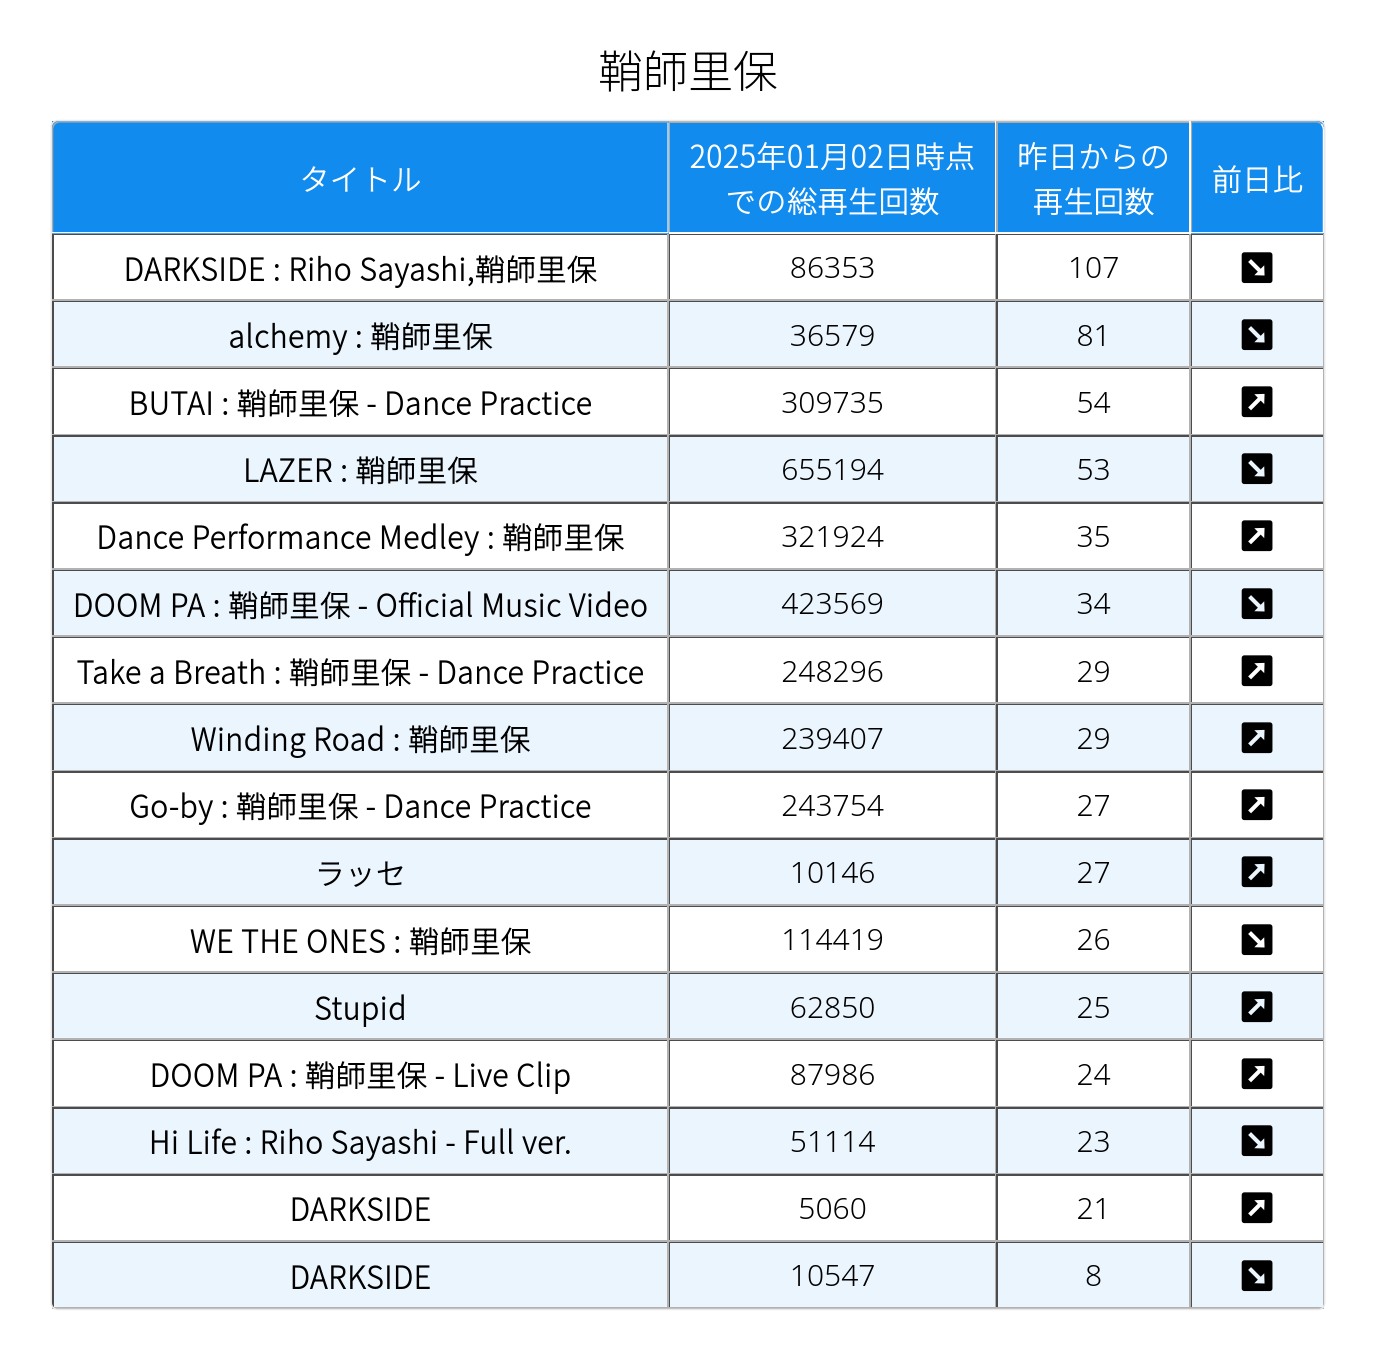 鞘師里保
タイトル 2025年01月02日時点での総再生回数 昨日からの再生回数 前日比
DARKSIDE : Riho Sayashi,鞘師里保 86353 107 ↘
alchemy : 鞘師里保 36579 81 ↘
BUTAI : 鞘師里保 - Dance Practice 309735 54 ↗
LAZER : 鞘師里保 655194 53 ↘
Dance Performance Medley : 鞘師里保 321924 35 ↗
DOOM PA : 鞘師里保 - Official Music Video 423569 34 ↘
Take a Breath : 鞘師里保 - Dance Practice 248296 29 ↗
Winding Road : 鞘師里保 239407 29 ↗
Go-by : 鞘師里保 - Dance Practice 243754 27 ↗
ラッセ 10146 27 ↗
WE THE ONES : 鞘師里保 114419 26 ↘
Stupid 62850 25 ↗
DOOM PA : 鞘師里保 - Live Clip 87986 24 ↗
Hi Life : Riho Sayashi - Full ver. 51114 23 ↘
DARKSIDE 5060 21 ↗
DARKSIDE 10547 8 ↘